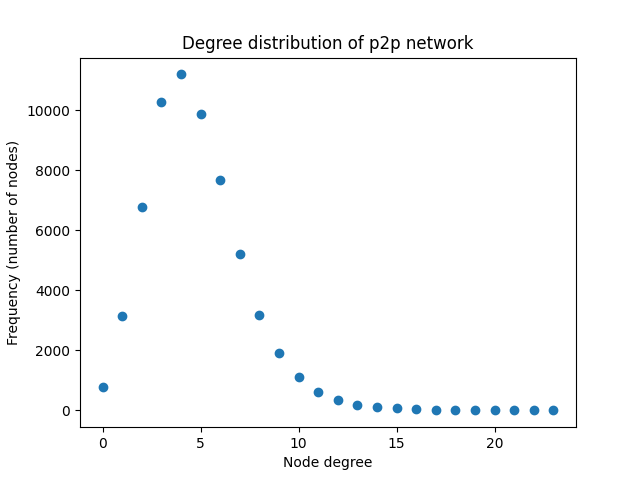 Degree distribution of p2p network
Frequency (number of nodes)
10000
8000
6000
4000
2000
0
0 5 10 15 20
Node degree